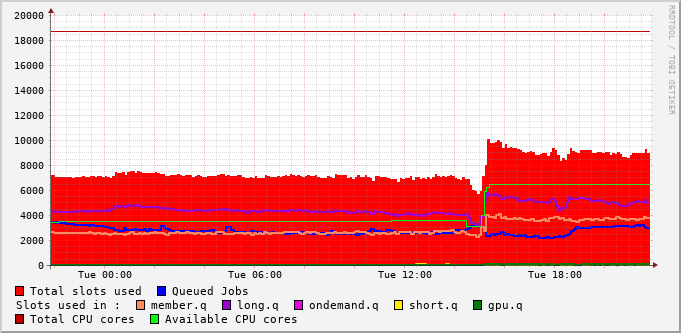 20000
18000
16000
14000
12000
10000
8000
6000
4000
2000
0
Tue 00:00 Tue 06:00 Tue 12:00 Tue 18:00
RRDTOOL / TOBI OETIKER
Total slots used Queued Jobs
Slots used in : member.q long.q ondemand.q short.q gpu.q
Total CPU cores Available CPU cores